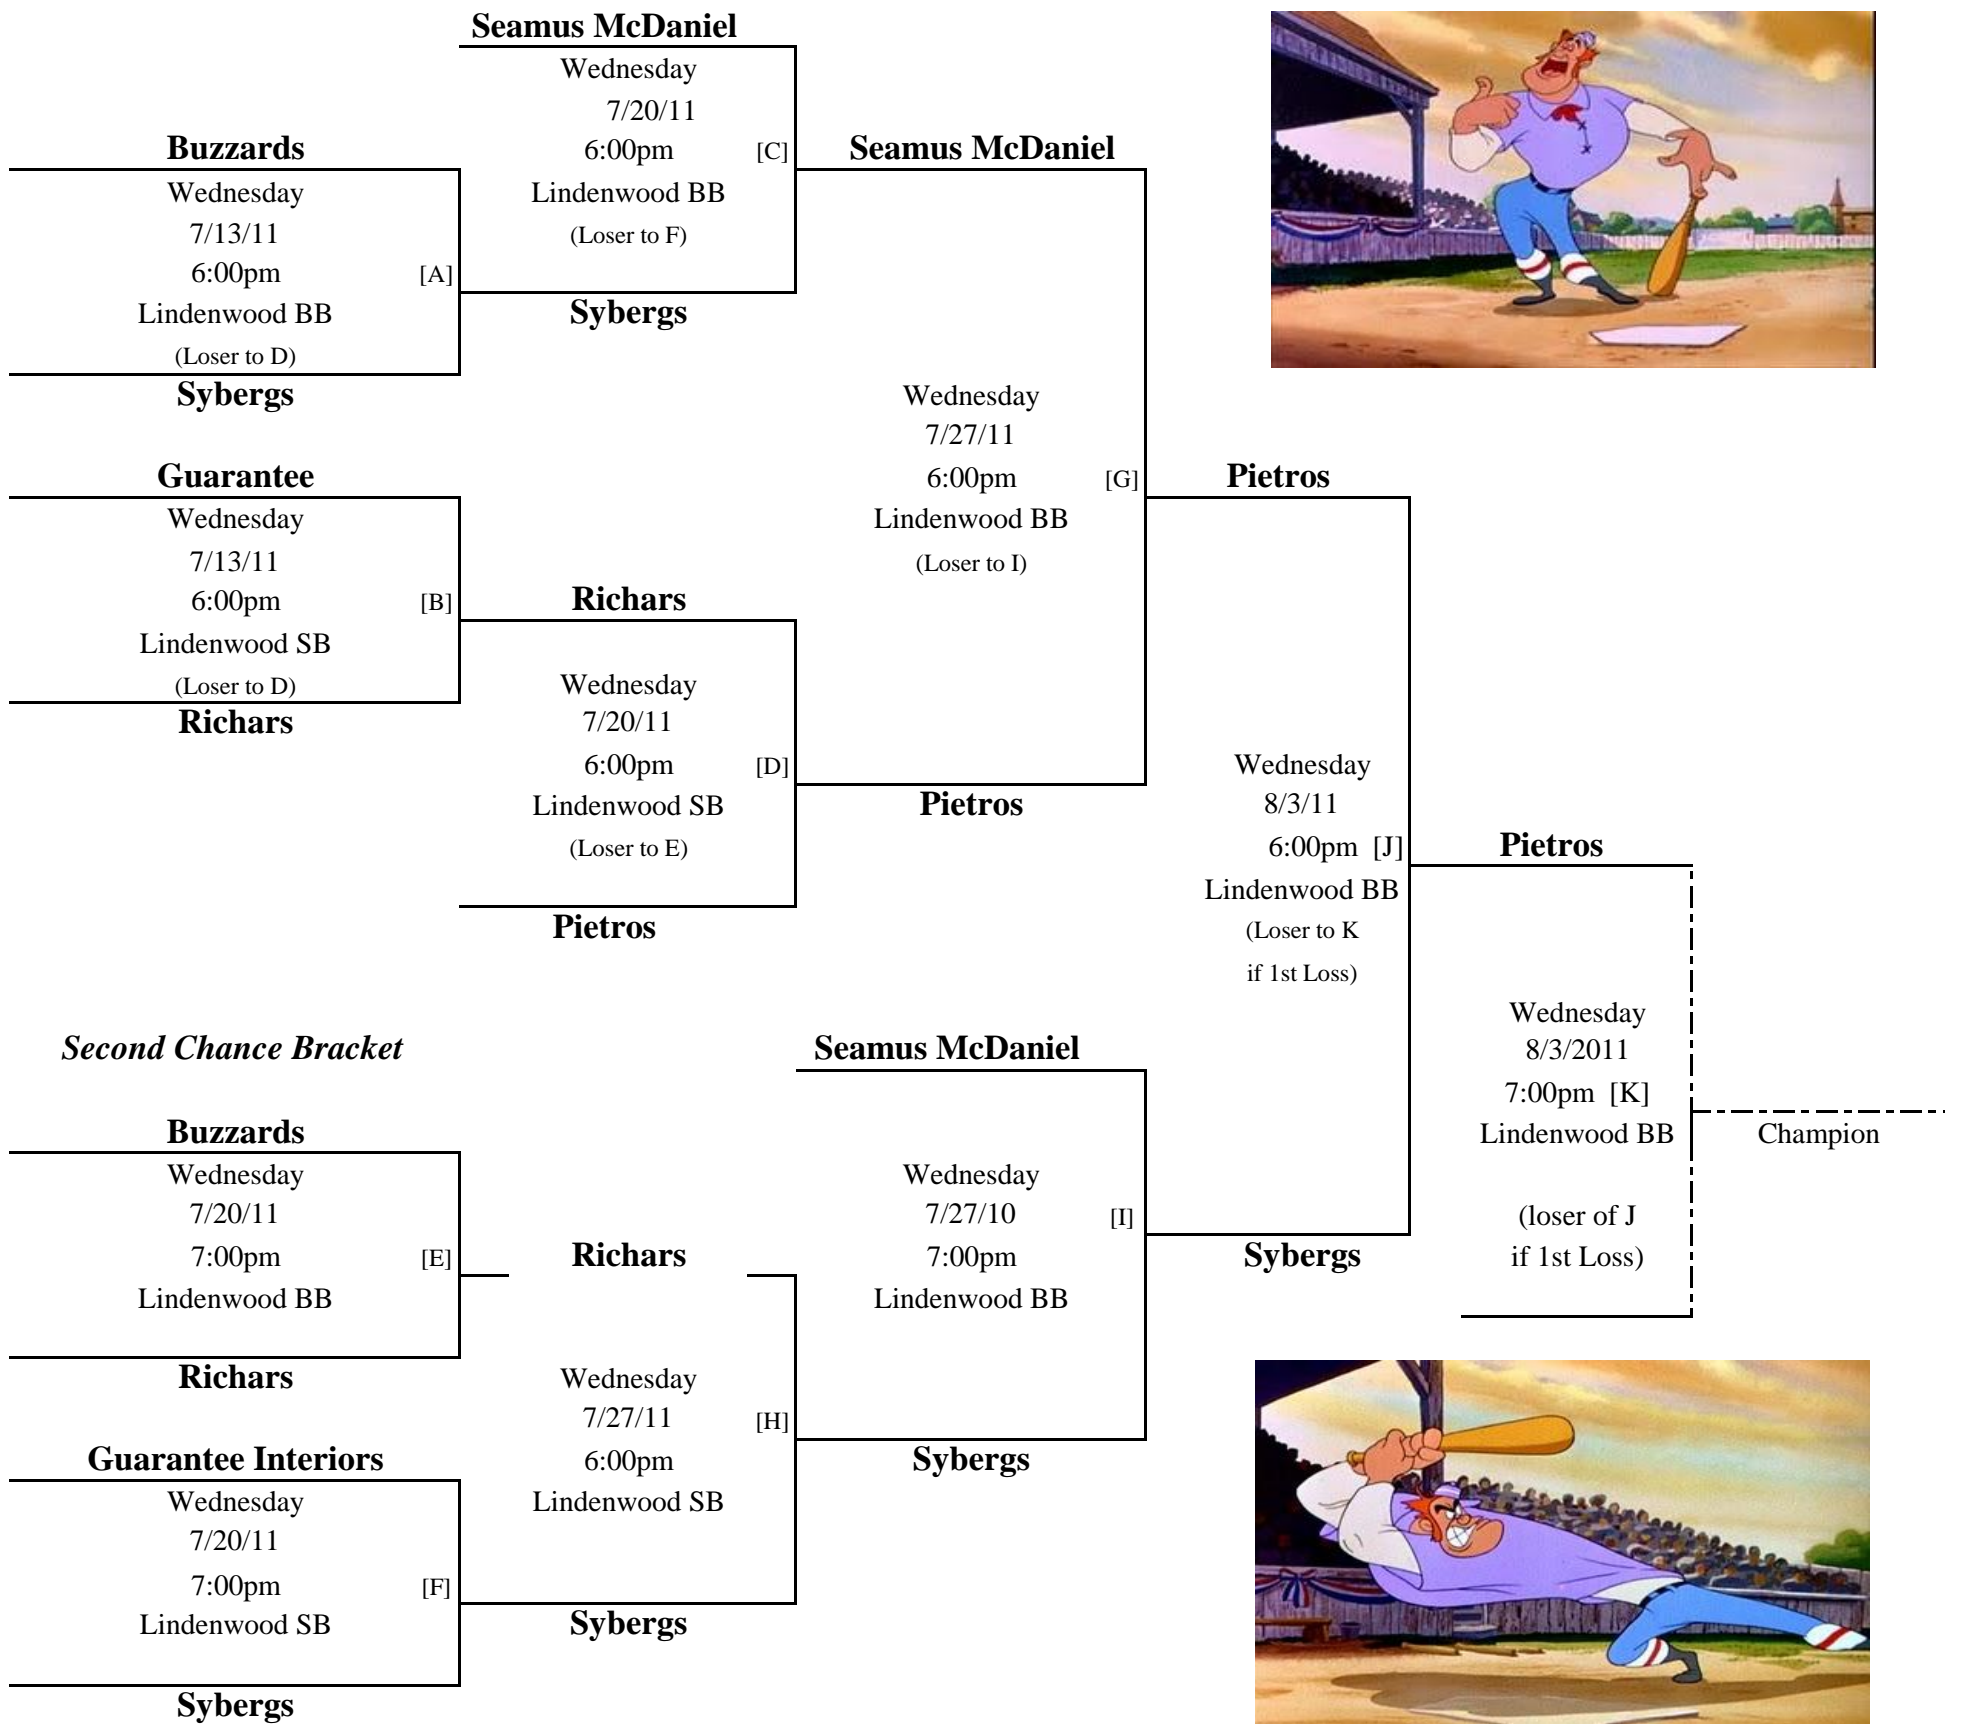 Seamus McDaniel
Wednesday
7/20/11
6:00pm [C]
Lindenwood BB
(Loser to F)
Sybergs
Buzzards
Wednesday
7/13/11
6:00pm [A]
Lindenwood BB
(Loser to D)
Sybergs
Guarantee
Wednesday
7/13/11
6:00pm [B]
Lindenwood SB
(Loser to D)
Richars
Richars
Wednesday
7/20/11
6:00pm [D]
Lindenwood SB
(Loser to E)
Pietros
Seamus McDaniel
Wednesday
7/27/11
6:00pm [G]
Lindenwood BB
(Loser to I)
Pietros
Pietros
Wednesday
8/3/11
6:00pm [J]
Lindenwood BB
(Loser to K
if 1st Loss)
Sybergs
Pietros
Wednesday
8/3/2011
7:00pm [K]
Lindenwood BB
(loser of J
if 1st Loss)
Champion
Second Chance Bracket
Buzzards
Wednesday
7/20/11
7:00pm [E]
Lindenwood BB
Richars
Guarantee Interiors
Wednesday
7/20/11
7:00pm [F]
Lindenwood SB
Sybergs
Richars
Wednesday
7/27/11 [H]
6:00pm
Lindenwood SB
Sybergs
Seamus McDaniel
Wednesday
7/27/10 [I]
7:00pm
Lindenwood BB
Sybergs